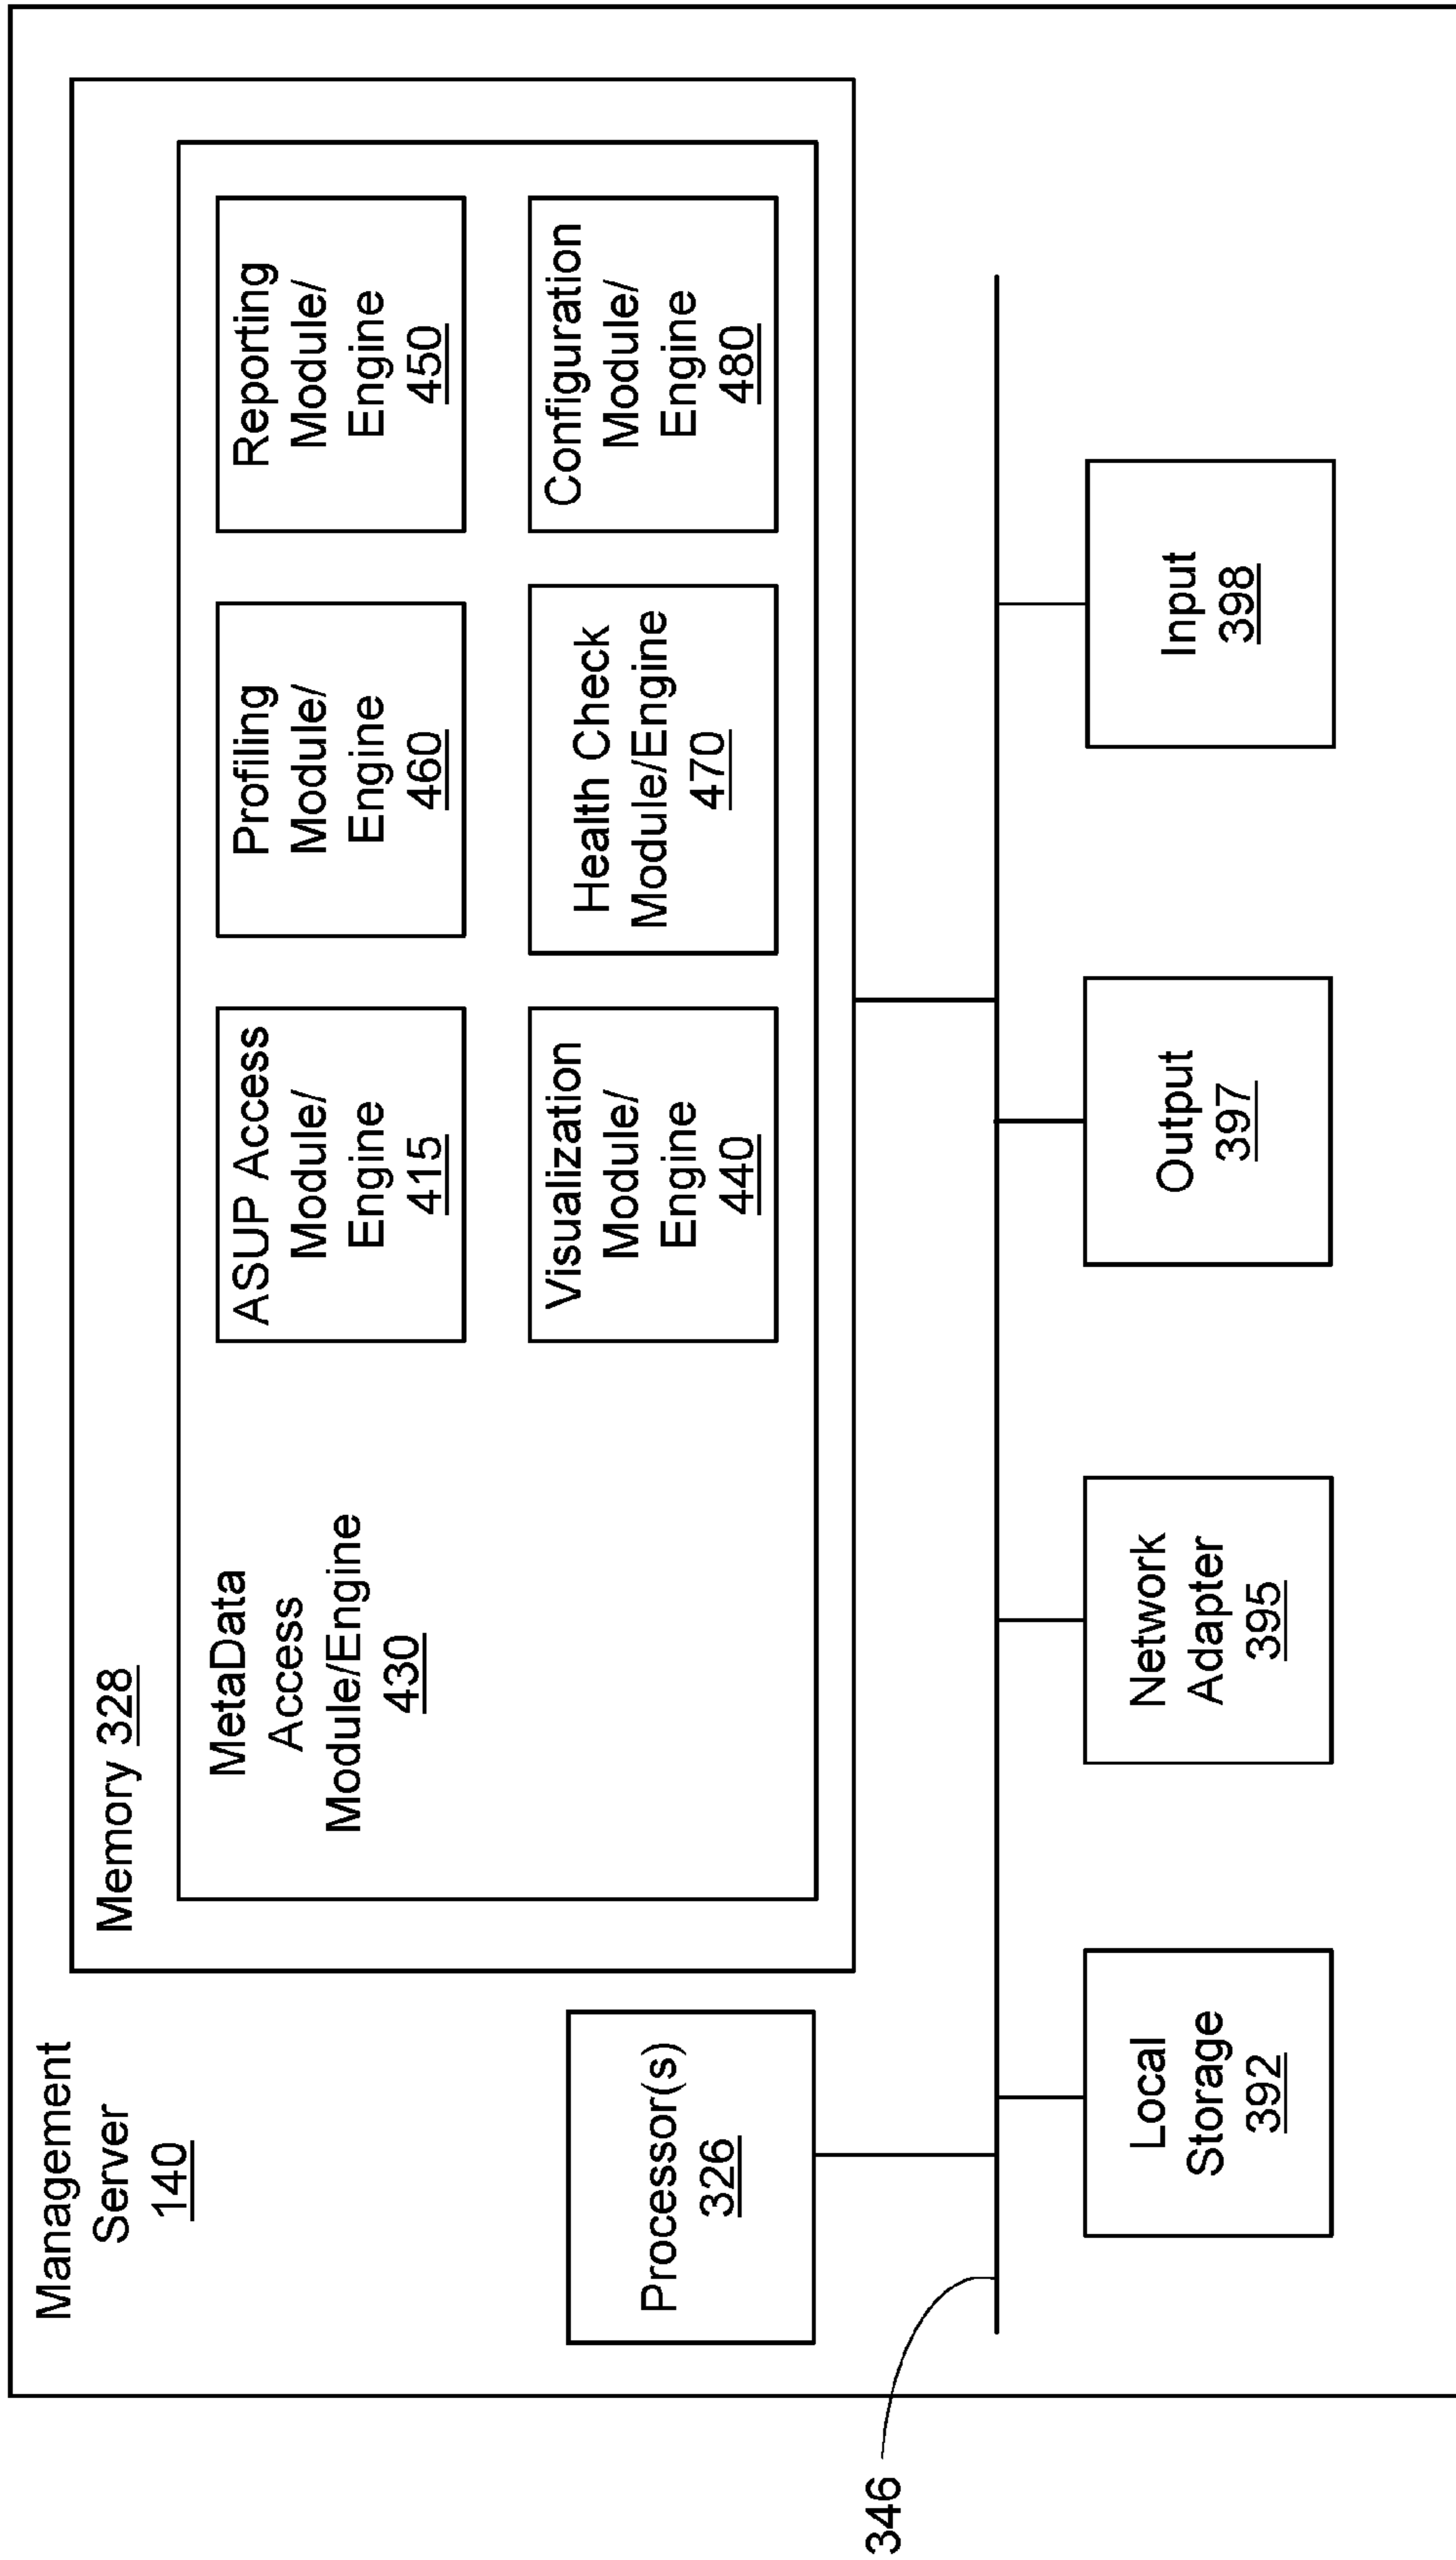 Management
Server
140
Memory 328
MetaData
Access
Module/Engine
430
ASUP Access
Module/
Engine
415
Profiling
Module/
Engine
460
Reporting
Module/
Engine
450
Visualization
Module/
Engine
440
Health Check
Module/Engine
470
Configuration
Module/
Engine
480
Processor(s)
326
346
Local
Storage
392
Network
Adapter
395
Output
397
Input
398